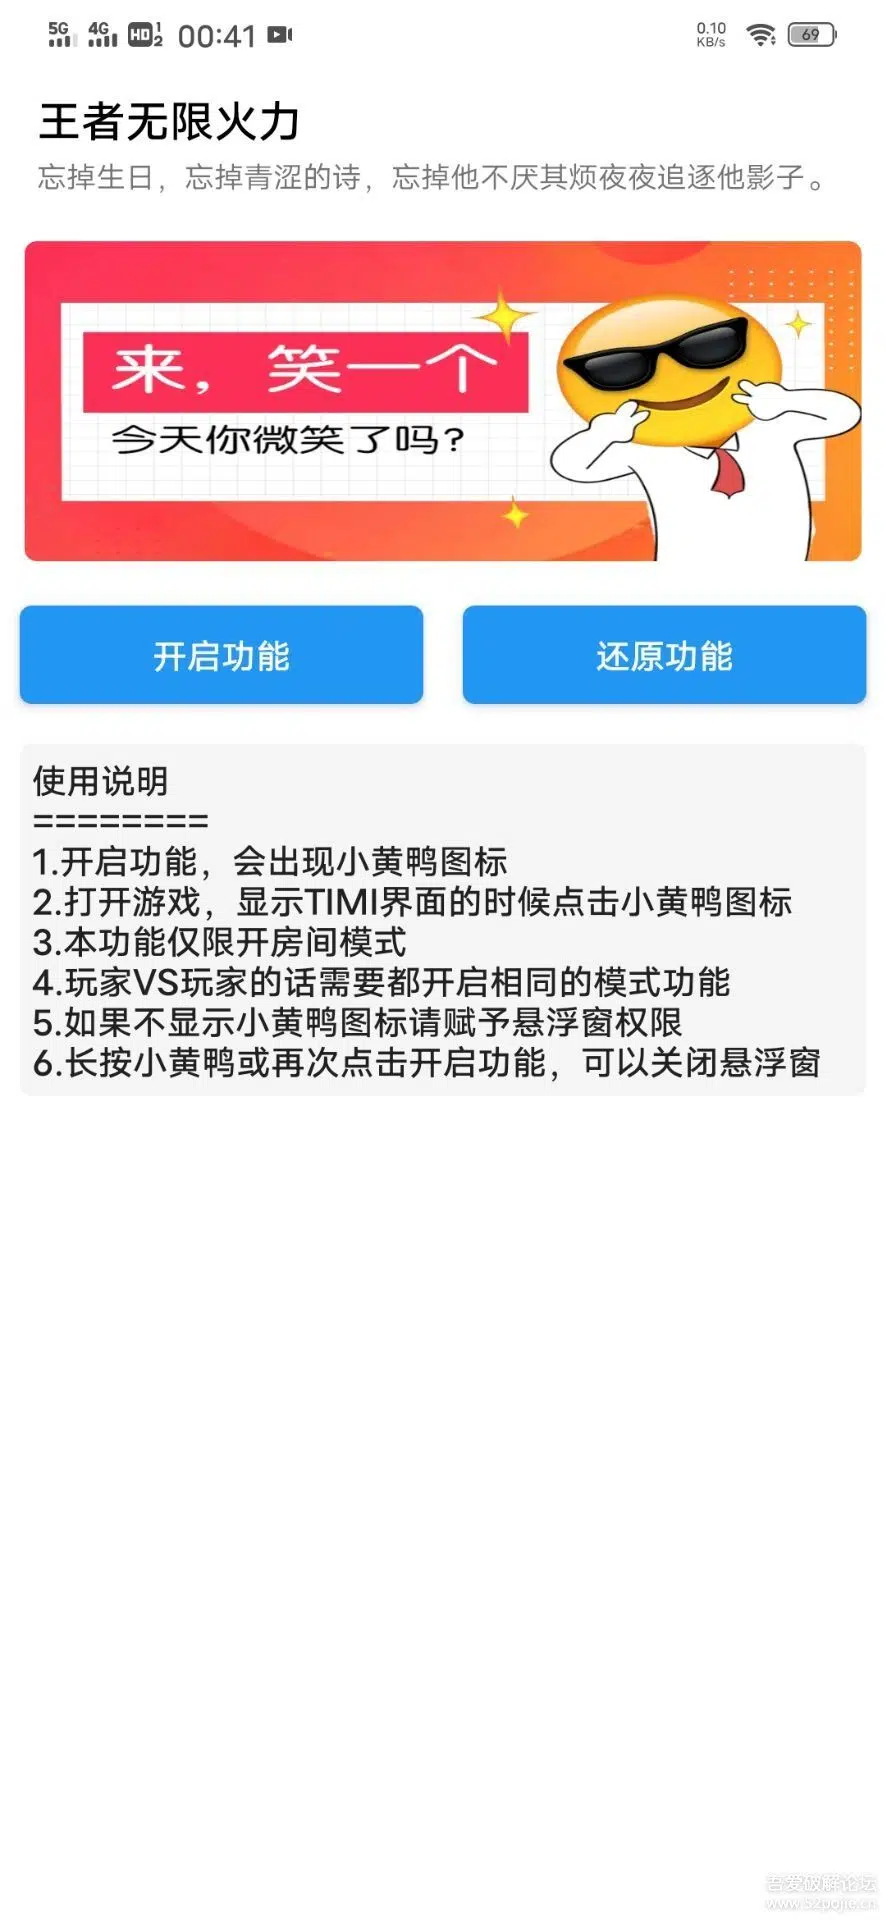 5G 4G HD 1 2 00:41 0.10 KB/s 69
王者无限火力
忘掉生日，忘掉青涩的诗，忘掉他不厌其烦夜夜追逐他影子。
来，笑一个
今天你微笑了吗?
开启功能 还原功能
使用说明
========
1.开启功能，会出现小黄鸭图标
2.打开游戏，显示TIMI界面的时候点击小黄鸭图标
3.本功能仅限开房间模式
4.玩家VS玩家的话需要都开启相同的模式功能
5.如果不显示小黄鸭图标请赋予悬浮窗权限
6.长按小黄鸭或再次点击开启功能，可以关闭悬浮窗
吾爱破解论坛
www.52pojie.cn